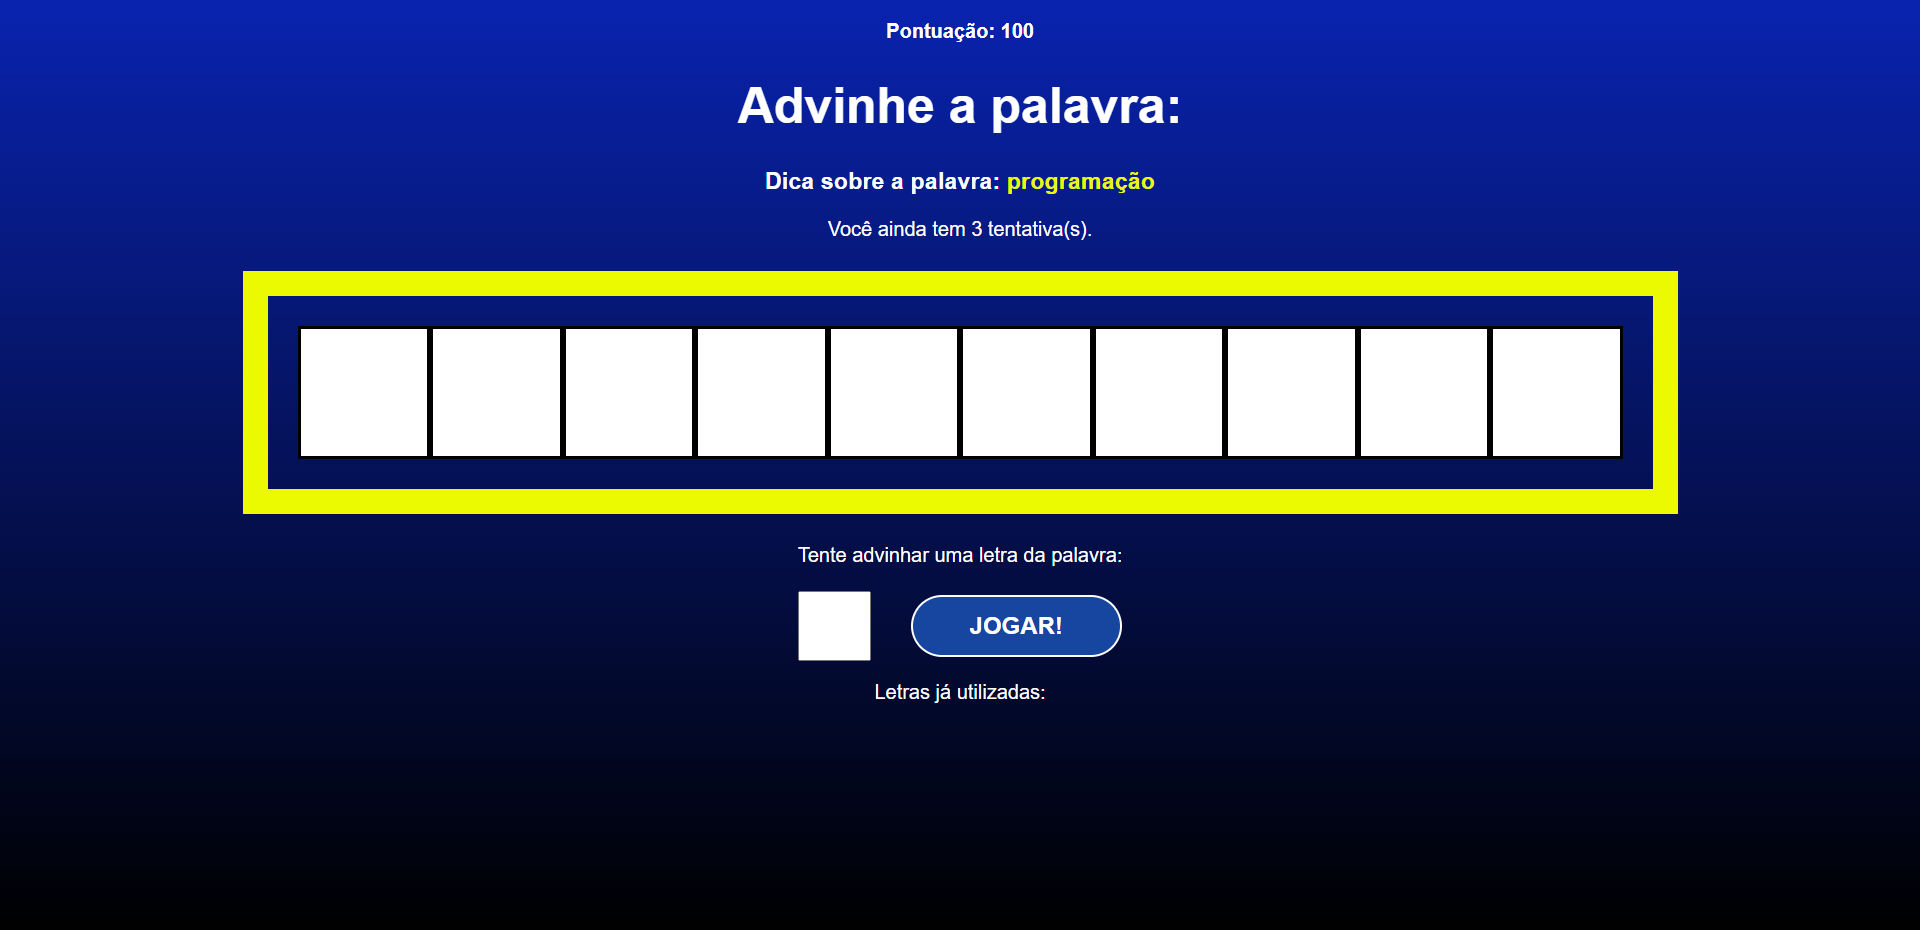 Pontuação: 100
Advinhe a palavra:
Dica sobre a palavra: programação
Você ainda tem 3 tentativa(s).
Tente advinhar uma letra da palavra:
JOGAR!
Letras já utilizadas: